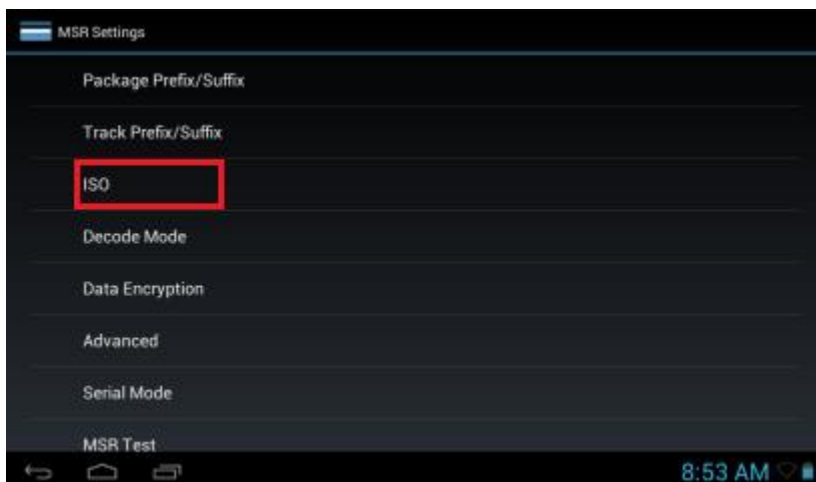 MSR Settings
Package Prefix/Suffix
Track Prefix/Suffix
ISO
Decode Mode
Data Encryption
Advanced
Serial Mode
MSR Test
8:53 AM